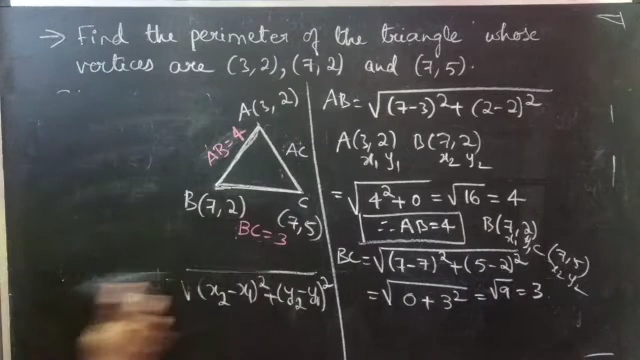 → Find the perimeter of the triangle whose
vertices are (3,2), (7,2) and (7,5).
A(3,2)
AB=4
AC
B(7,2)
C
(7,5)
BC=3
√(x₂-x₁)²+(y₂-y₁)²
AB=√(7-3)²+(2-2)²
A(3,2) B(7,2)
x₁ y₁ x₂ y₂
=√4²+0 = √16 = 4
∴ AB=4
B(7,2)
x₁ y₁
C(7,5)
x₂ y₂
BC=√(7-7)²+(5-2)²
=√0+3² = √9 = 3